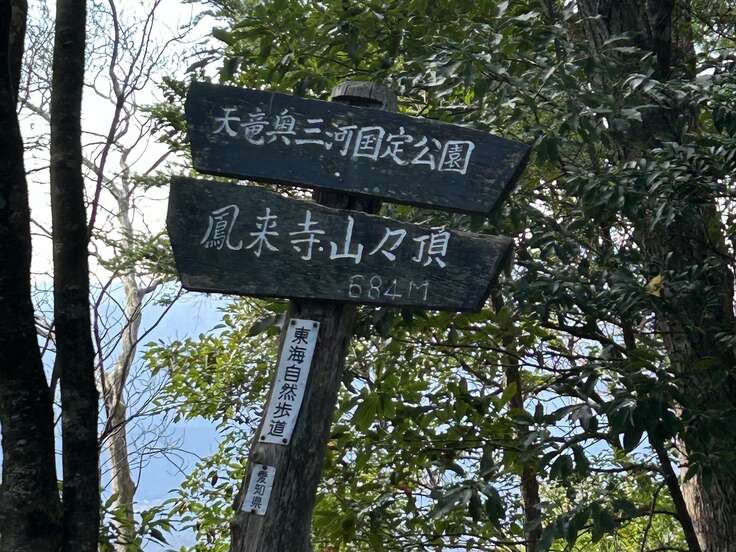 天竜奥三河国定公園
鳳来寺山々頂
684M
東海自然歩道
愛知県